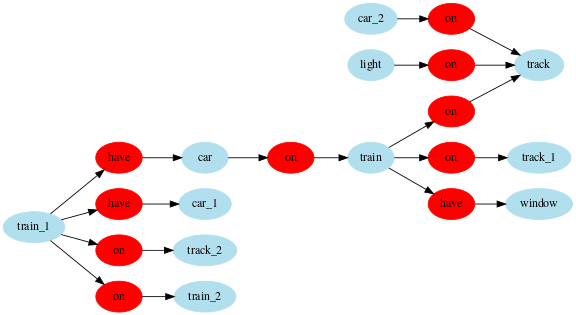 car_2 on
light on track
on
have car on train on track_1
have car_1 have window
train_1
on track_2
on train_2